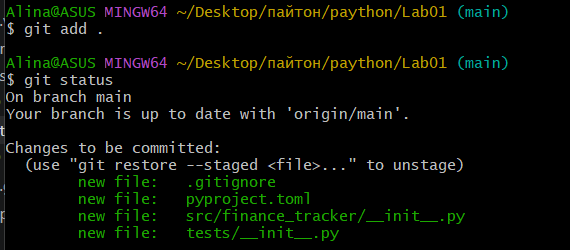 Alina@ASUS MINGW64 ~/Desktop/пайтон/paython/Lab01 (main)
$ git add .
Alina@ASUS MINGW64 ~/Desktop/пайтон/paython/Lab01 (main)
$ git status
On branch main
Your branch is up to date with 'origin/main'.
Changes to be committed:
(use "git restore --staged <file>..." to unstage)
new file: .gitignore
new file: pyproject.toml
new file: src/finance_tracker/__init__.py
new file: tests/__init__.py